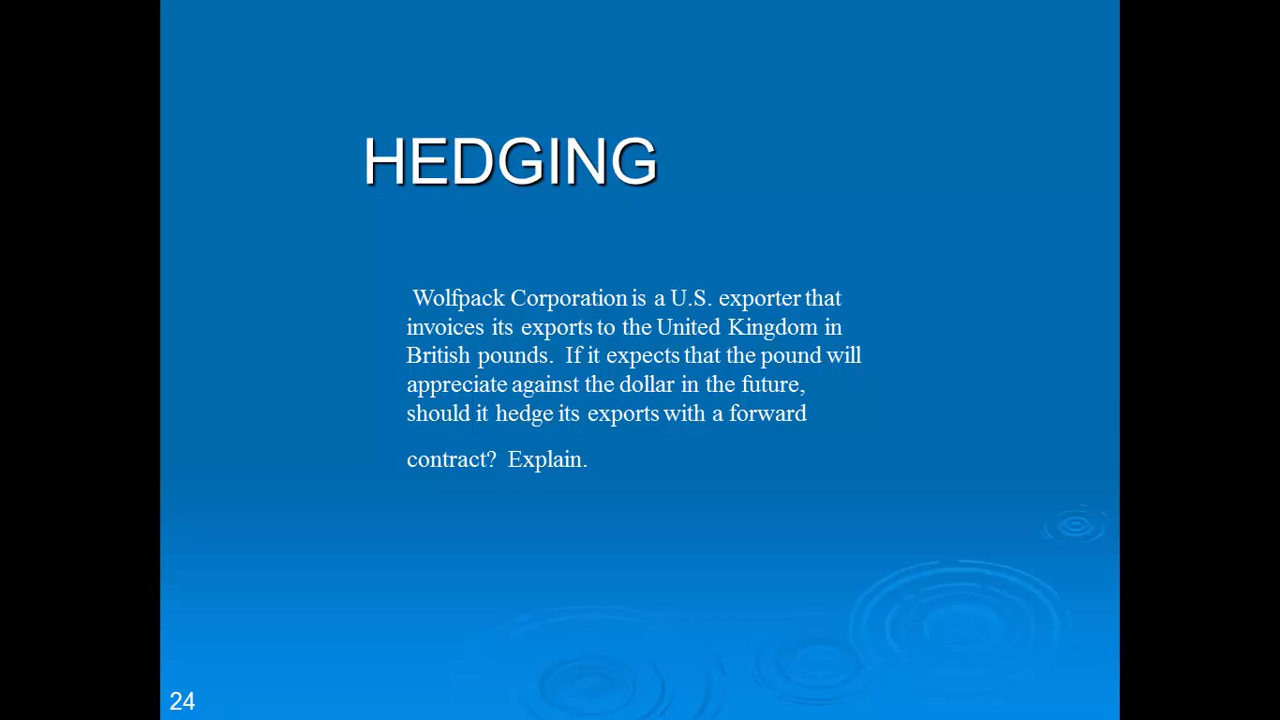 HEDGING
Wolfpack Corporation is a U.S. exporter that
invoices its exports to the United Kingdom in
British pounds.  If it expects that the pound will
appreciate against the dollar in the future,
should it hedge its exports with a forward
contract?  Explain.
24